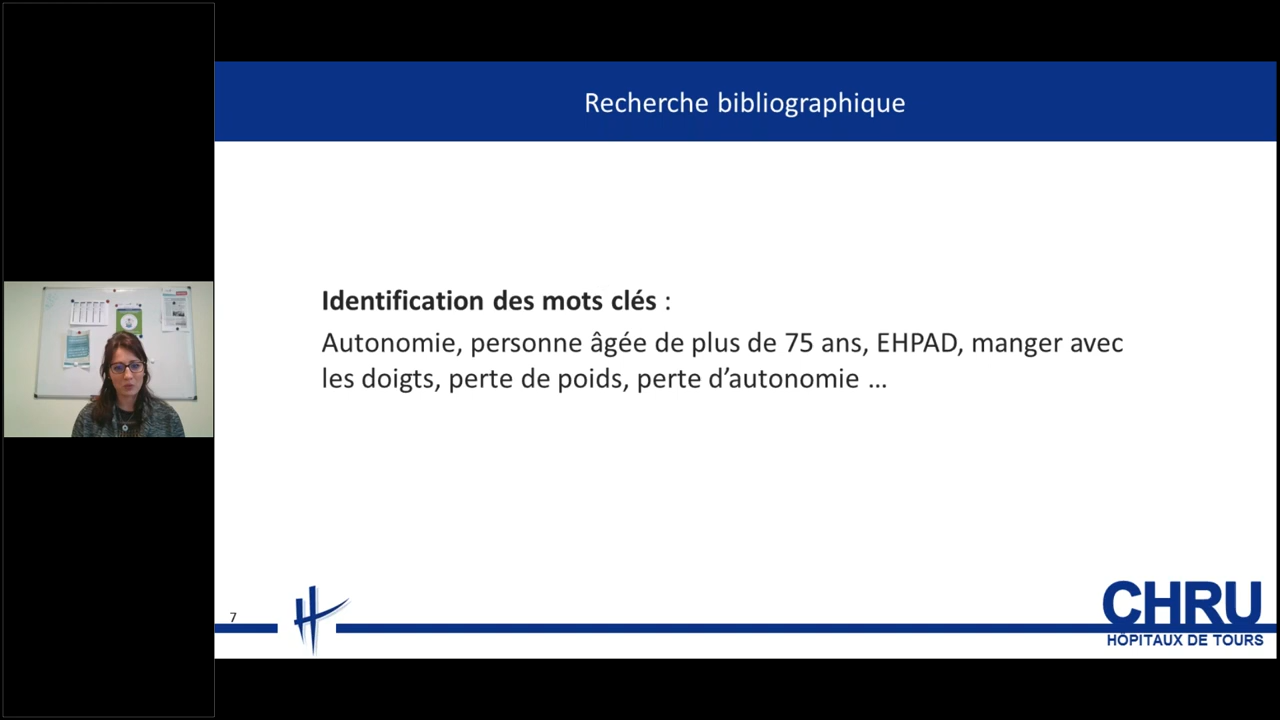 Recherche bibliographique
Identification des mots clés :
Autonomie, personne âgée de plus de 75 ans, EHPAD, manger avec
les doigts, perte de poids, perte d’autonomie ...
7
CHRU
HÔPITAUX DE TOURS